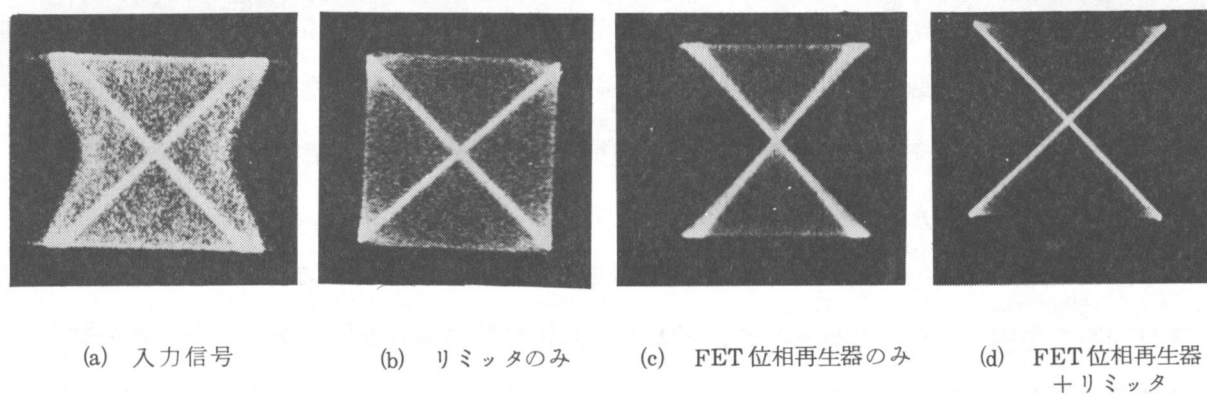 (a) 入力信号
(b) リミッタのみ
(c) FET位相再生器のみ
(d) FET位相再生器
+リミッタ